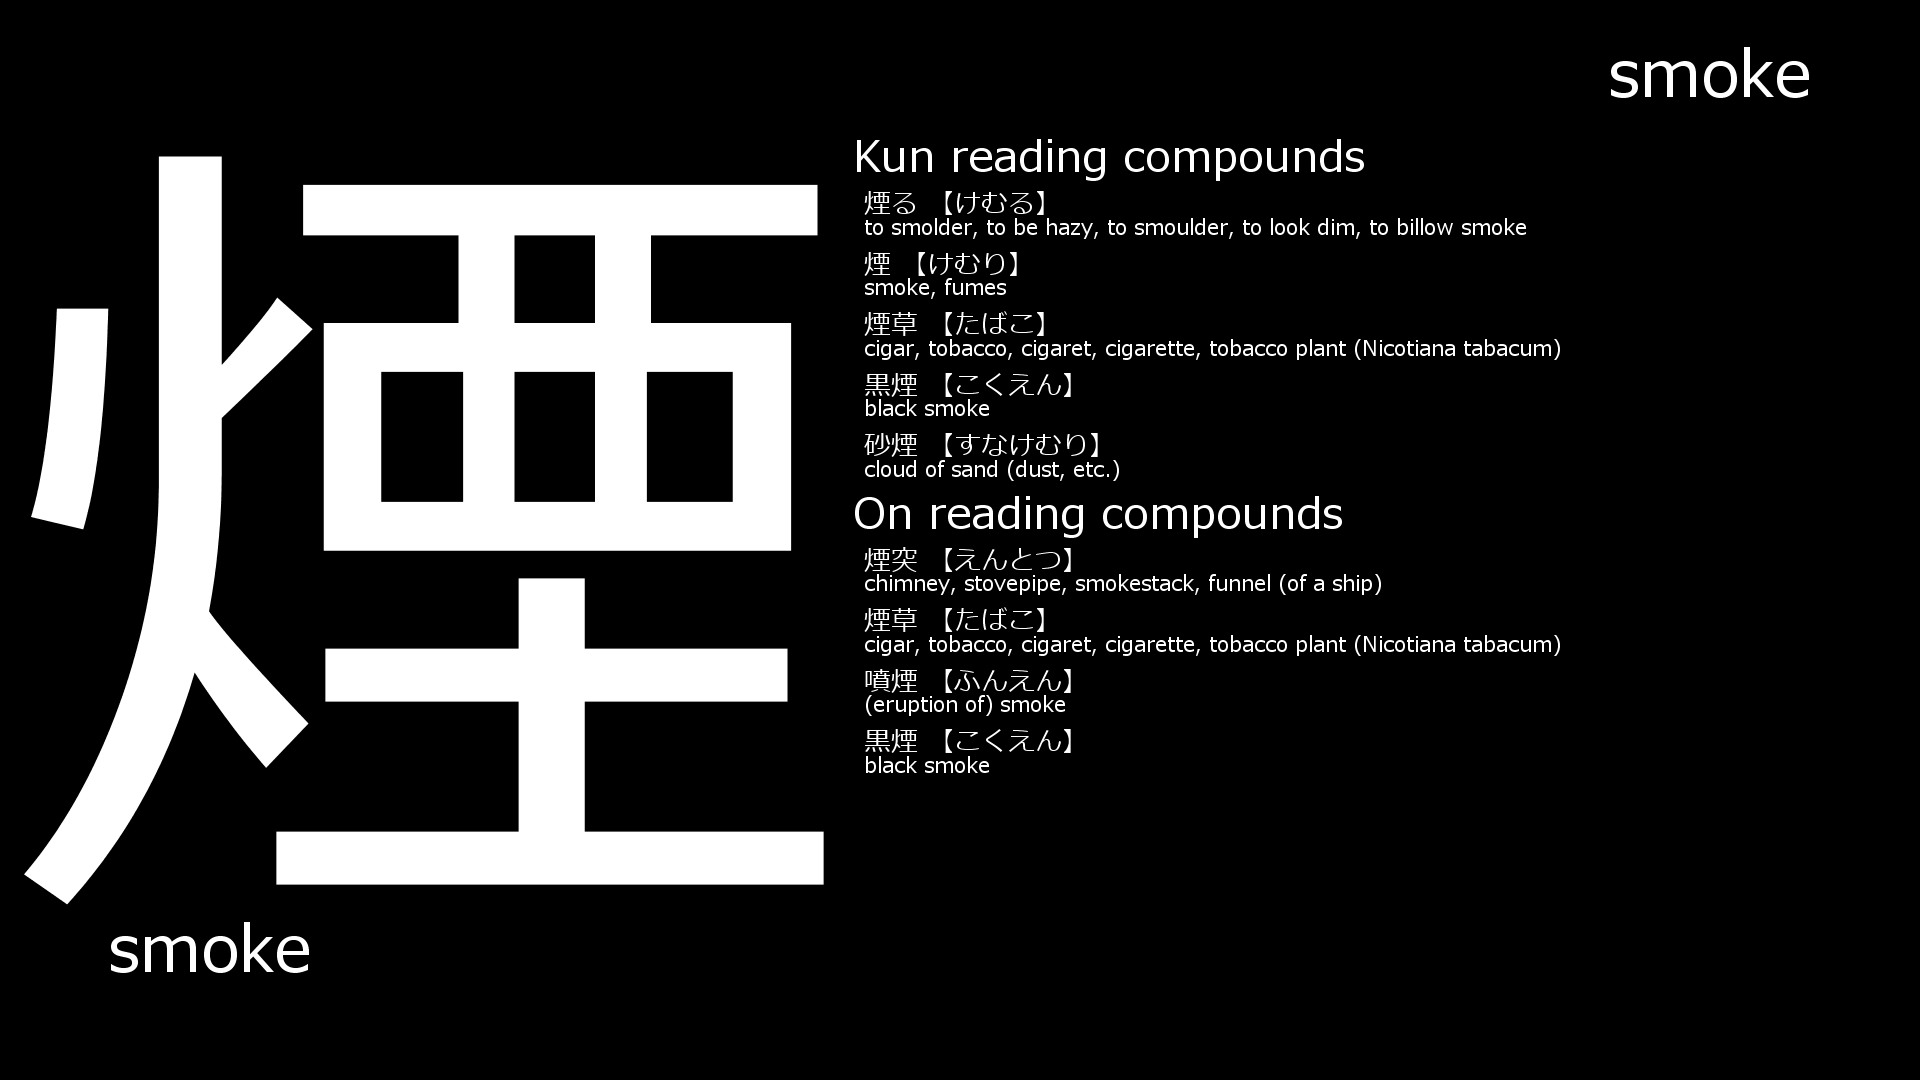 smoke
煙
smoke
Kun reading compounds
煙る 【けむる】
to smolder, to be hazy, to smoulder, to look dim, to billow smoke
煙 【けむり】
smoke, fumes
煙草 【たばこ】
cigar, tobacco, cigaret, cigarette, tobacco plant (Nicotiana tabacum)
黒煙 【こくえん】
black smoke
砂煙 【すなけむり】
cloud of sand (dust, etc.)
On reading compounds
煙突 【えんとつ】
chimney, stovepipe, smokestack, funnel (of a ship)
煙草 【たばこ】
cigar, tobacco, cigaret, cigarette, tobacco plant (Nicotiana tabacum)
噴煙 【ふんえん】
(eruption of) smoke
黒煙 【こくえん】
black smoke